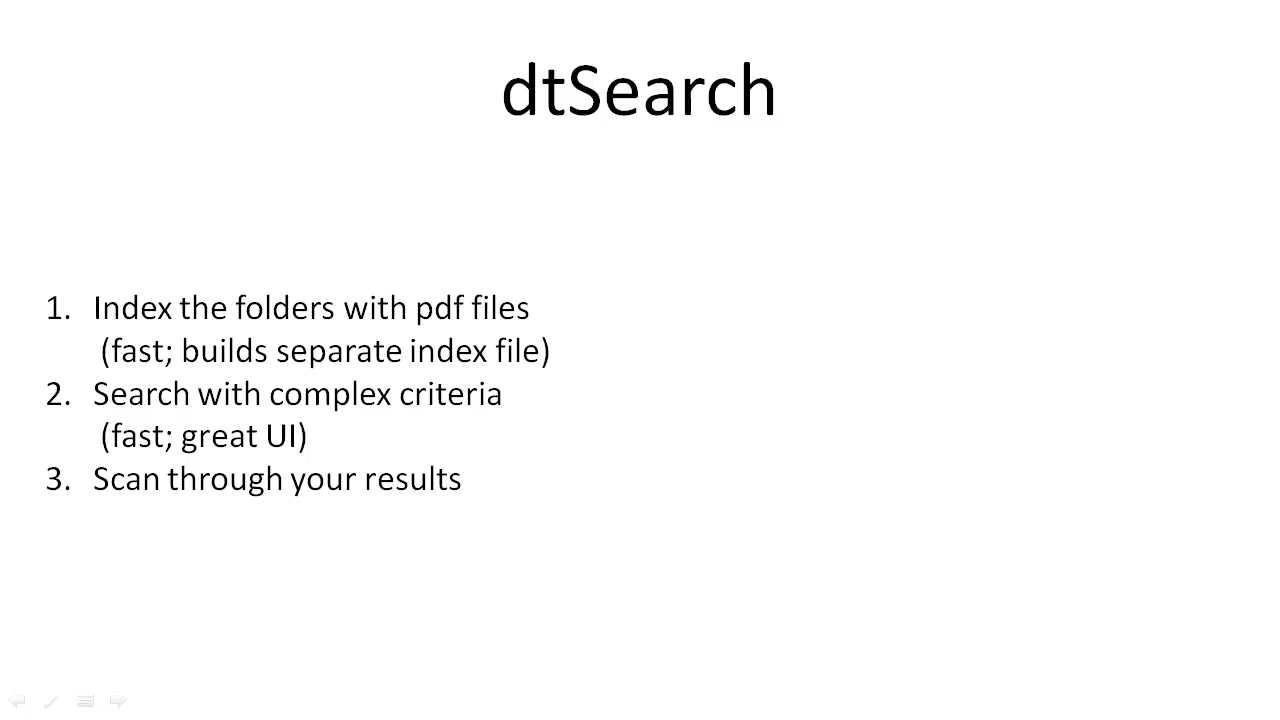 dtSearch
1. Index the folders with pdf files
(fast; builds separate index file)
2. Search with complex criteria
(fast; great UI)
3. Scan through your results